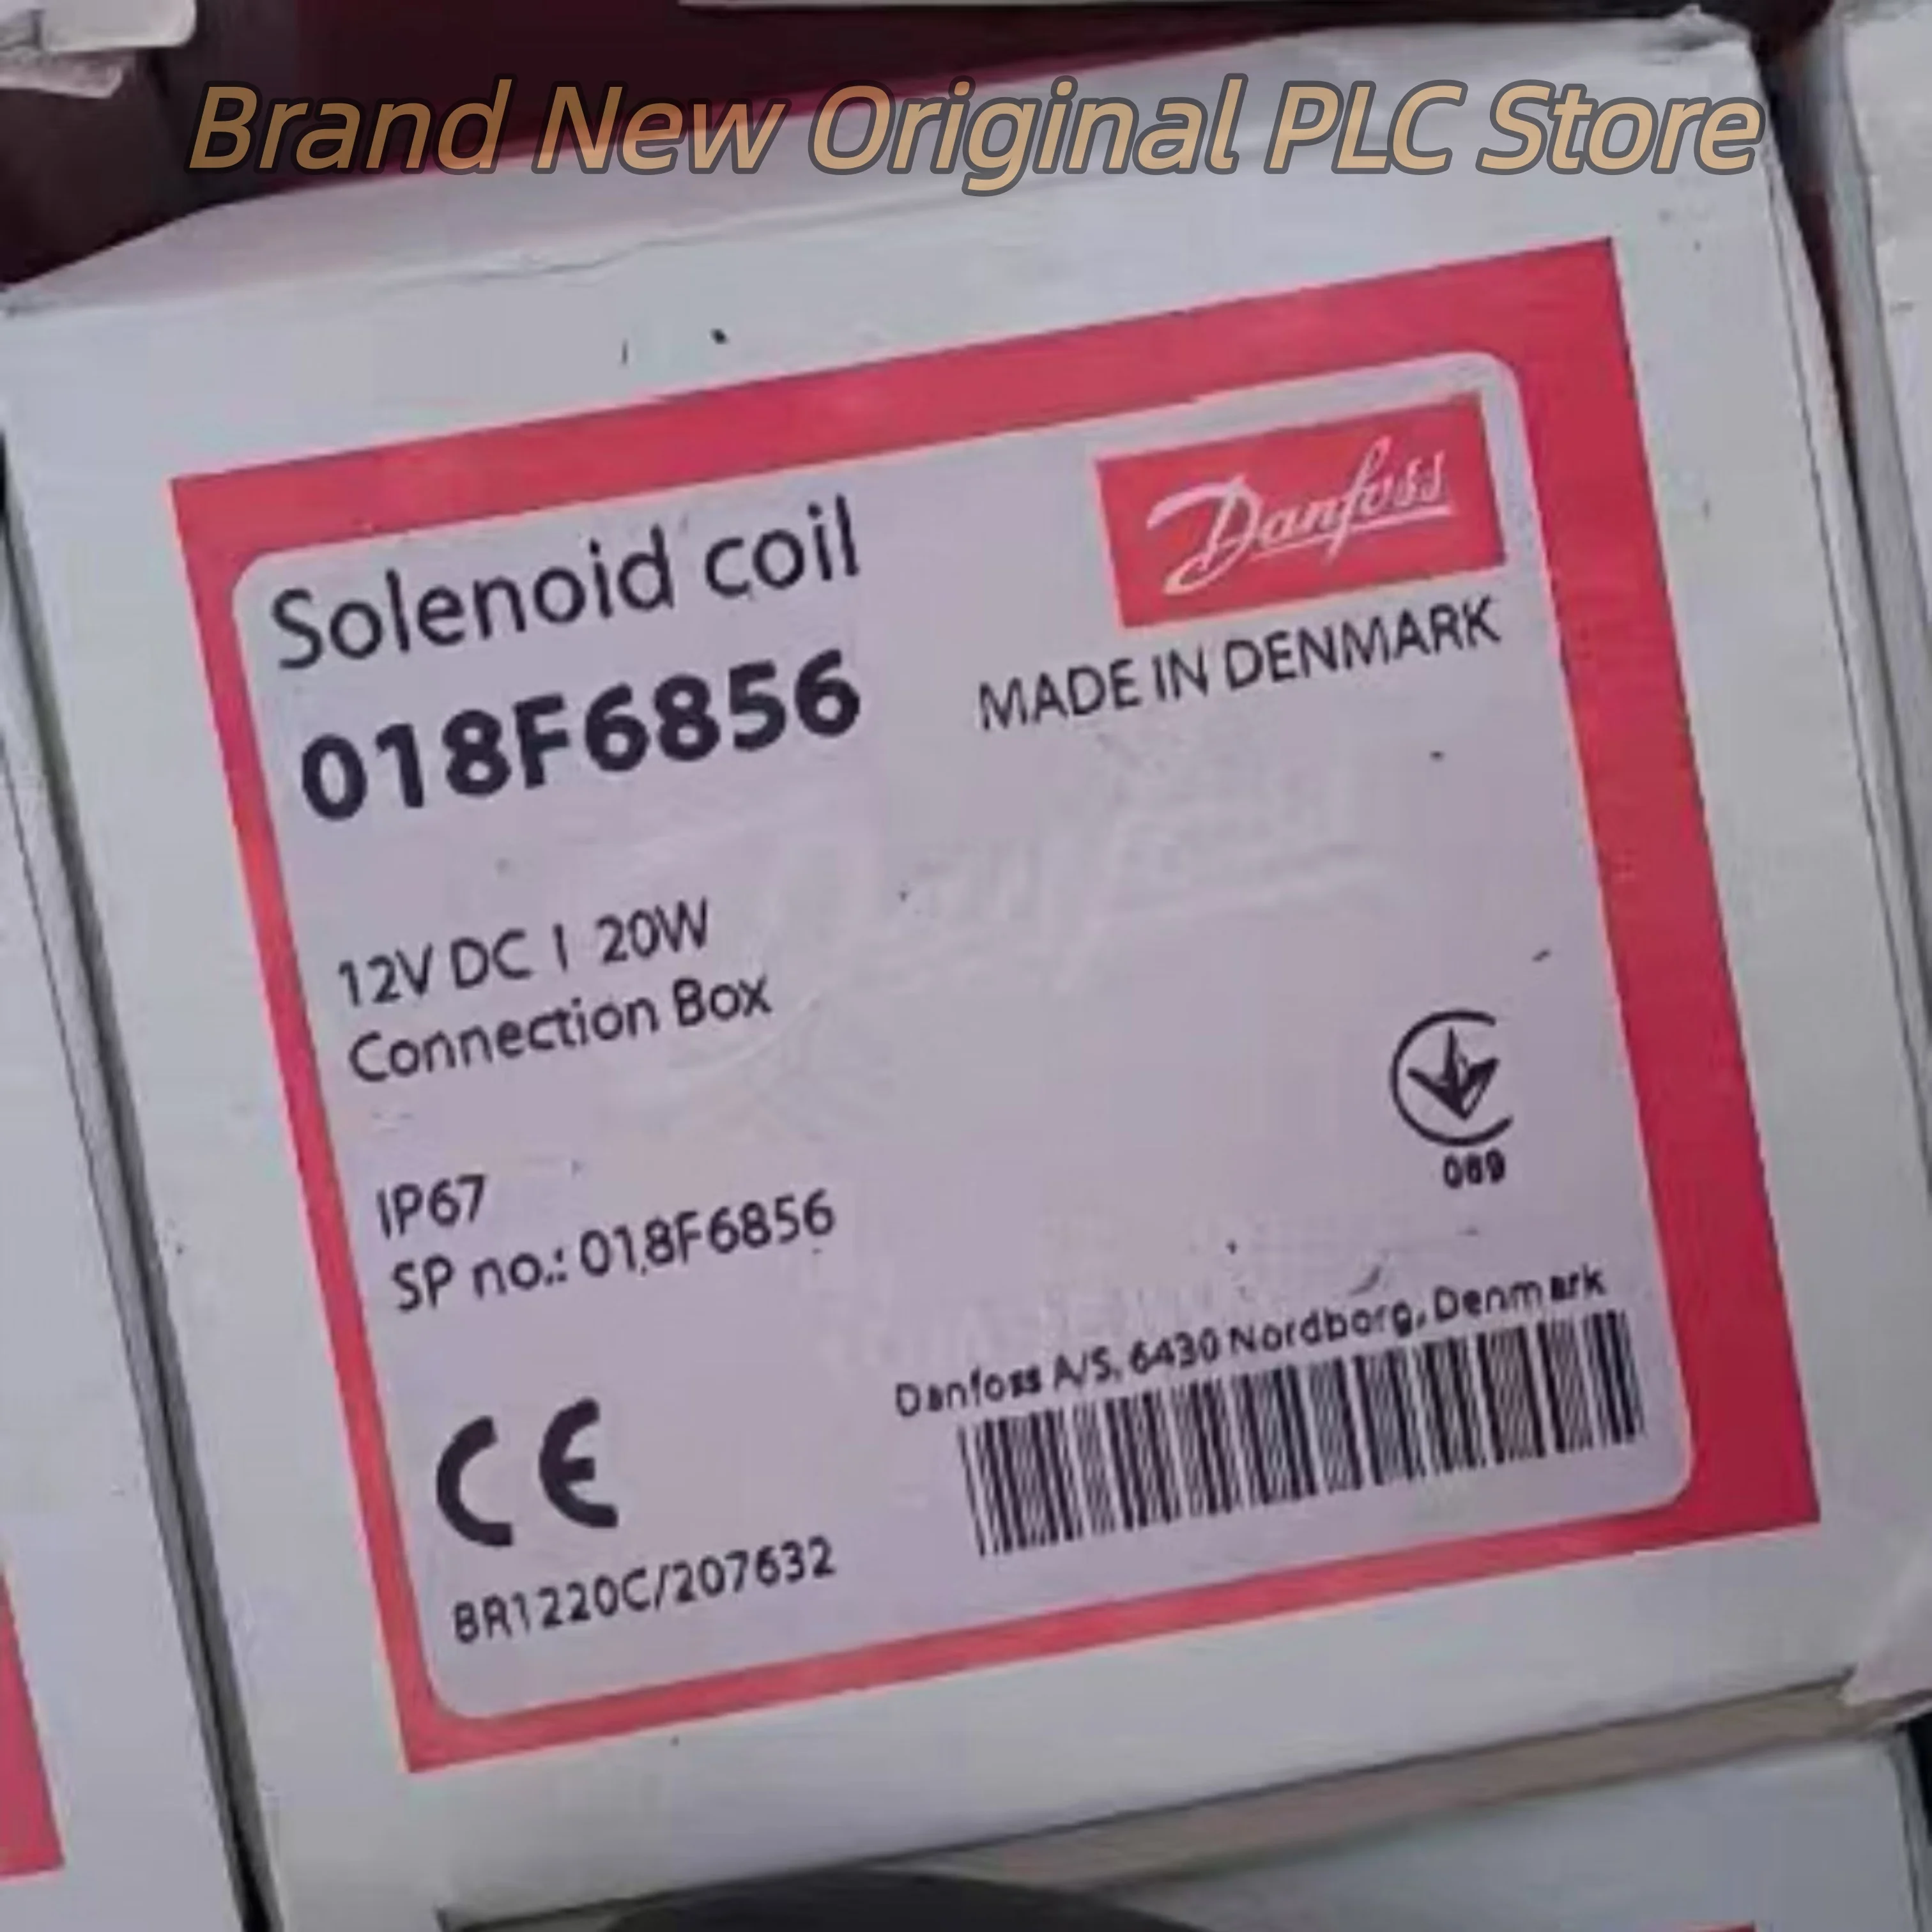 Brand New Original PLC Store
Danfoss
Solenoid coil
MADE IN DENMARK
018F6856
12V DC | 20W
Connection Box
IP67
SP no.: 018F6856
089
Danfoss A/S, 6430 Nordborg, Denmark
CE
BR1220C/207632